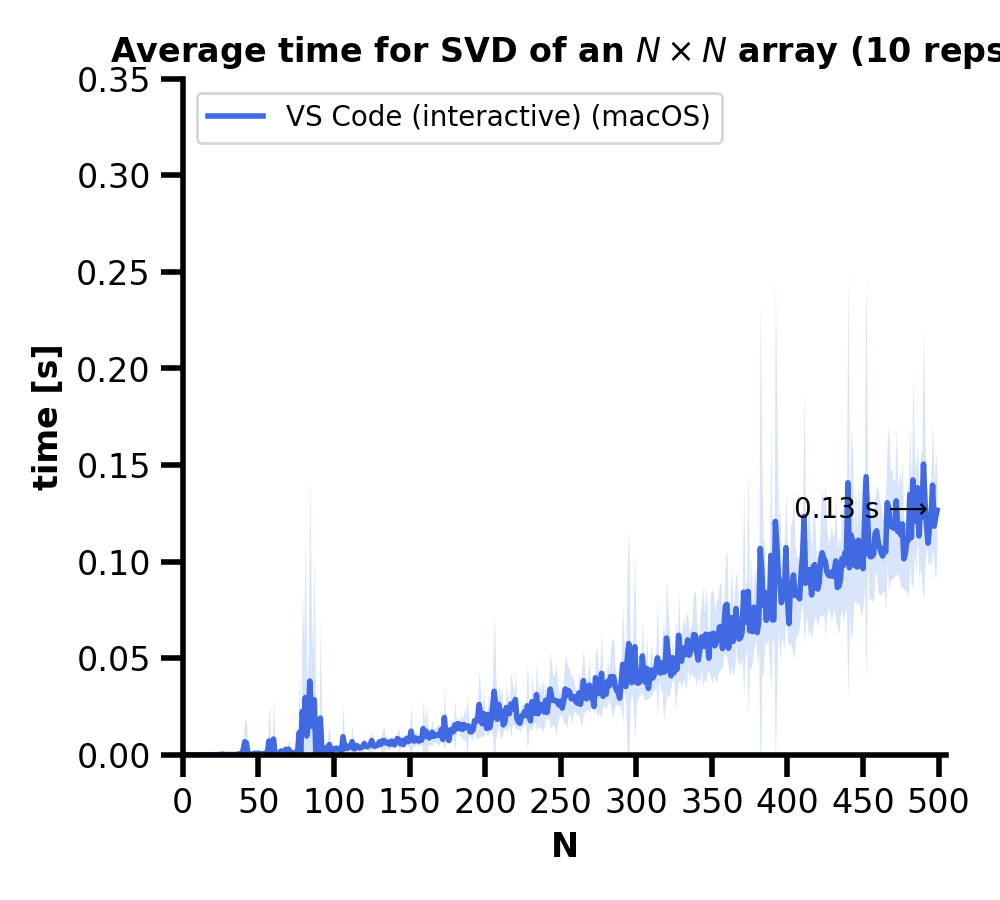 Average time for SVD of an N × N array (10 reps
0.35
VS Code (interactive) (macOS)
0.30
0.25
0.20
0.15
0.13 s ⟶
0.10
0.05
0.00
time [s]
0 50 100 150 200 250 300 350 400 450 500
N